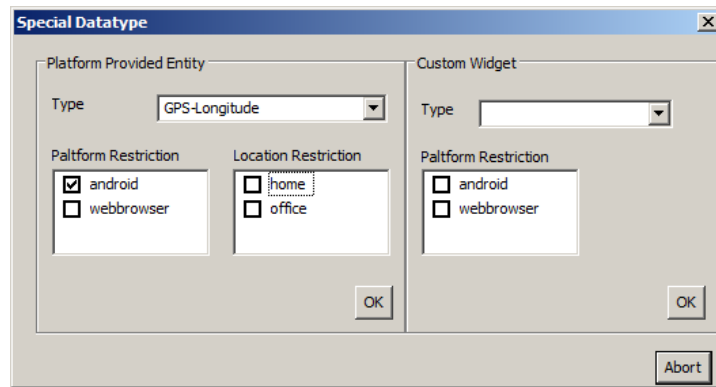 Special Datatype
Platform Provided Entity
Type
GPS-Longitude
Paltform Restriction
android
webbrowser
Location Restriction
home
office
OK
Custom Widget
Type
Paltform Restriction
android
webbrowser
OK
Abort